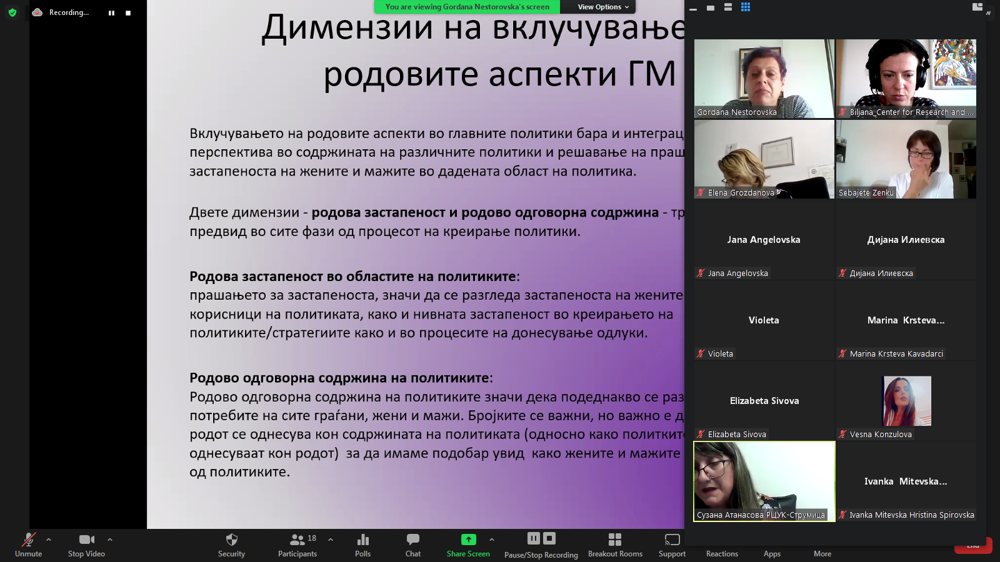 Recording...
You are viewing Gordana Nestorovska's screen
View Options
Димензии на вклучување
родовите аспекти ГМ
Вклучувањето на родовите аспекти во главните политики бара и интеграц
перспектива во содржината на различните политики и решавање на праш
застапеноста на жените и мажите во дадената област на политика.
Двете димензии - родова застапеност и родово одговорна содржина - тр
предвид во сите фази од процесот на креирање политики.
Родова застапеност во областите на политиките:
прашањето за застапеноста, значи да се разгледа застапеноста на жените
корисници на политиката, како и нивната застапеност во креирањето на
политиките/стратегиите како и во процесите на донесување одлуки.
Родово одговорна содржина на политиките:
Родово одговорна содржина на политиките значи дека подеднакво се раз
потребите на сите граѓани, жени и мажи. Бројките се важни, но важно е д
родот се однесува кон содржината на политиката (односно како политкит
однесуваат кон родот)  за да имаме подобар увид  како жените и мажите
од политиките.
Gordana Nestorovska
Biljana_Center for Research and ...
Elena Grozdanova
Sebajete Zenku
Jana Angelovska
Дијана Илиевска
Jana Angelovska
Дијана Илиевска
Violeta
Marina Krsteva...
Violeta
Marina Krsteva Kavadarci
Elizabeta Sivova
Elizabeta Sivova
Vesna Konzulova
Ivanka Mitevska...
Сузана Атанасова РЦУК-Струмица
Ivanka Mitevska Hristina Spirovska
Unmute
Stop Video
Security
18
Participants
Polls
Chat
Share Screen
Pause/Stop Recording
Breakout Rooms
Support
Reactions
Apps
More
End